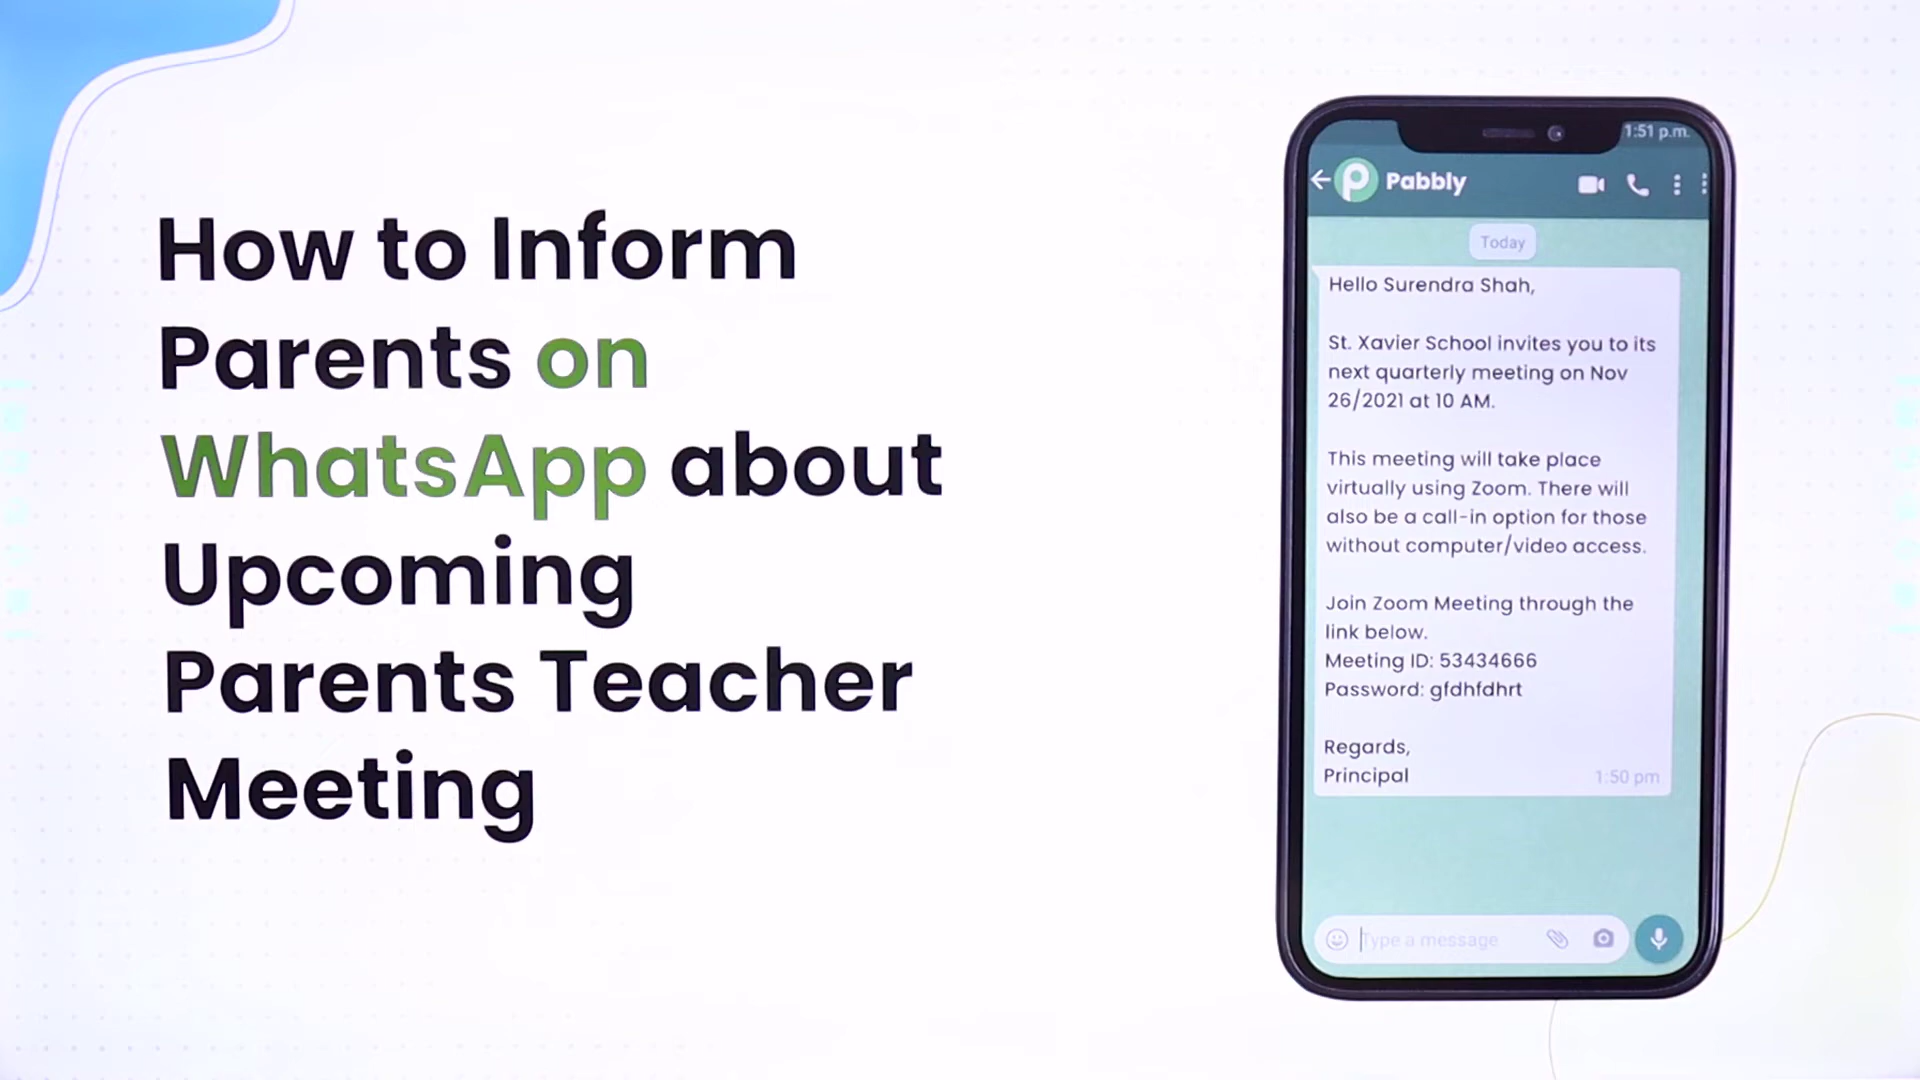 How to Inform
Parents on
WhatsApp about
Upcoming
Parents Teacher
Meeting
1:51 p.m.
Pabbly
Today
Hello Surendra Shah,
St. Xavier School invites you to its
next quarterly meeting on Nov
26/2021 at 10 AM.
This meeting will take place
virtually using Zoom. There will
also be a call-in option for those
without computer/video access.
Join Zoom Meeting through the
link below.
Meeting ID: 53434666
Password: gfdhfdhrt
Regards,
Principal
1:50 pm
Type a message